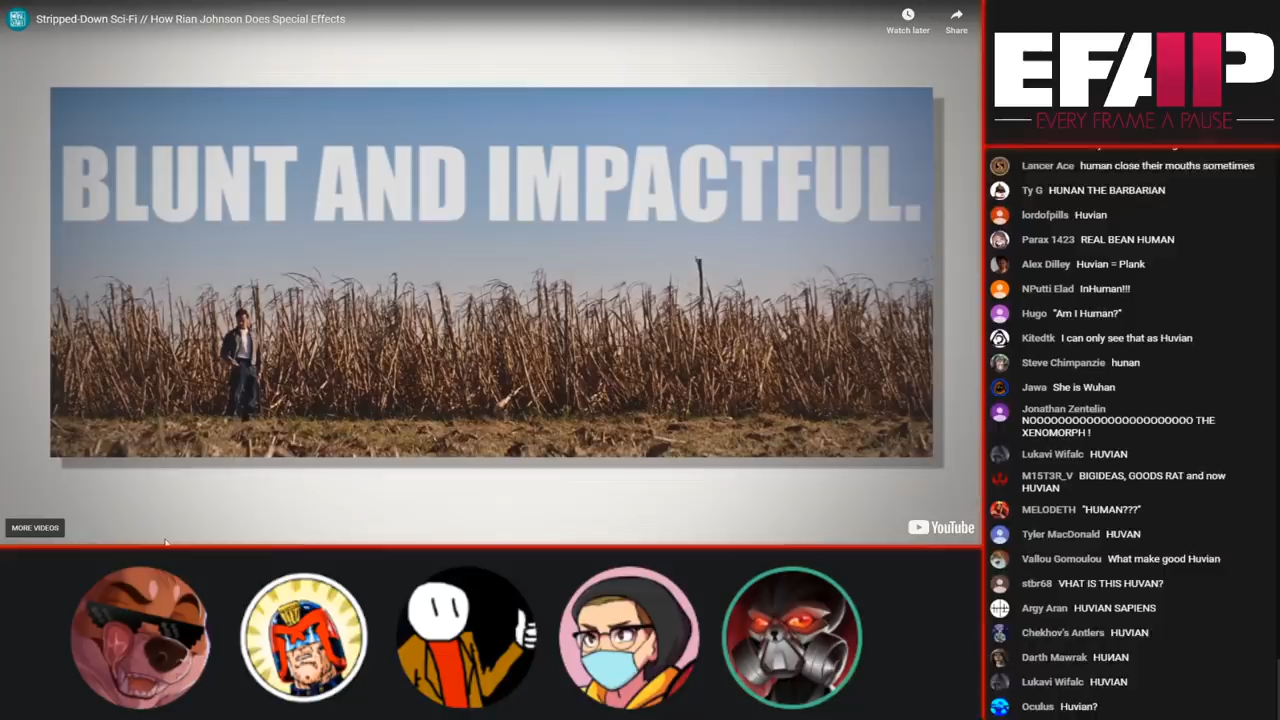 Stripped-Down Sci-Fi // How Rian Johnson Does Special Effects
Watch later
Share
BLUNT AND IMPACTFUL.
MORE VIDEOS
YouTube
EFAP
EVERY FRAME A PAUSE
Lancer Ace human close their mouths sometimes
Ty G HUNAN THE BARBARIAN
lordofpills Huvian
Parax 1423 REAL BEAN HUMAN
Alex Dilley Huvian = Plank
NPutti Elad InHuman!!!
Hugo "Am I Human?"
Kitedtk I can only see that as Huvian
Steve Chimpanzie hunan
Jawa She is Wuhan
Jonathan Zentelin
NOOOOOOOOOOOOOOOOOOOOOOO THE
XENOMORPH !
Lukavi Wifalc HUVIAN
M15T3R_V BIGIDEAS, GOODS RAT and now
HUVIAN
MELODETH "HUMAN???"
Tyler MacDonald HUVAN
Vallou Gomoulou What make good Huvian
stbr68 VHAT IS THIS HUVAN?
Argy Aran HUVIAN SAPIENS
Chekhov's Antlers HUVIAN
Darth Mawrak HUИAN
Lukavi Wifalc HUVIAN
Oculus Huvian?